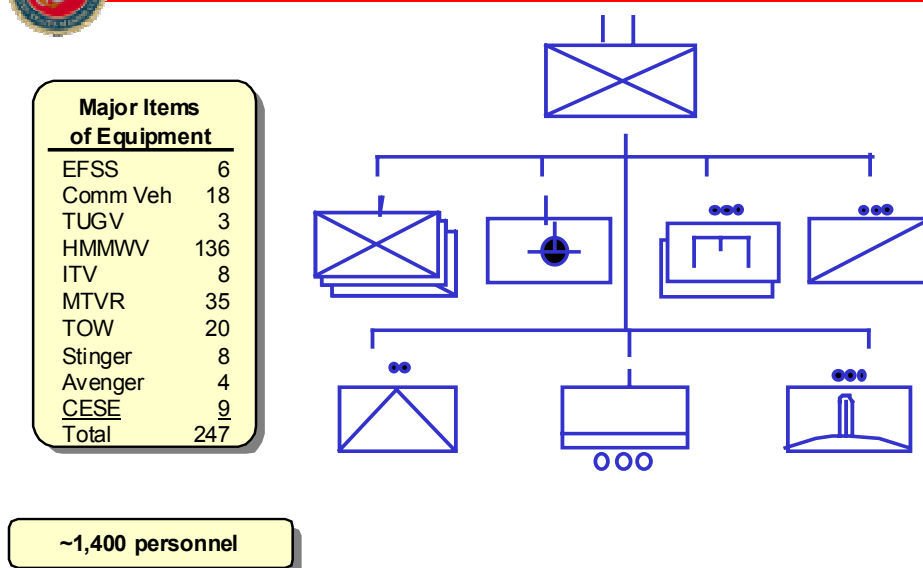 Major Items
of Equipment
EFSS 6
Comm Veh 18
TUGV 3
HMMWV 136
ITV 8
MTVR 35
TOW 20
Stinger 8
Avenger 4
CESE 9
Total 247
~1,400 personnel